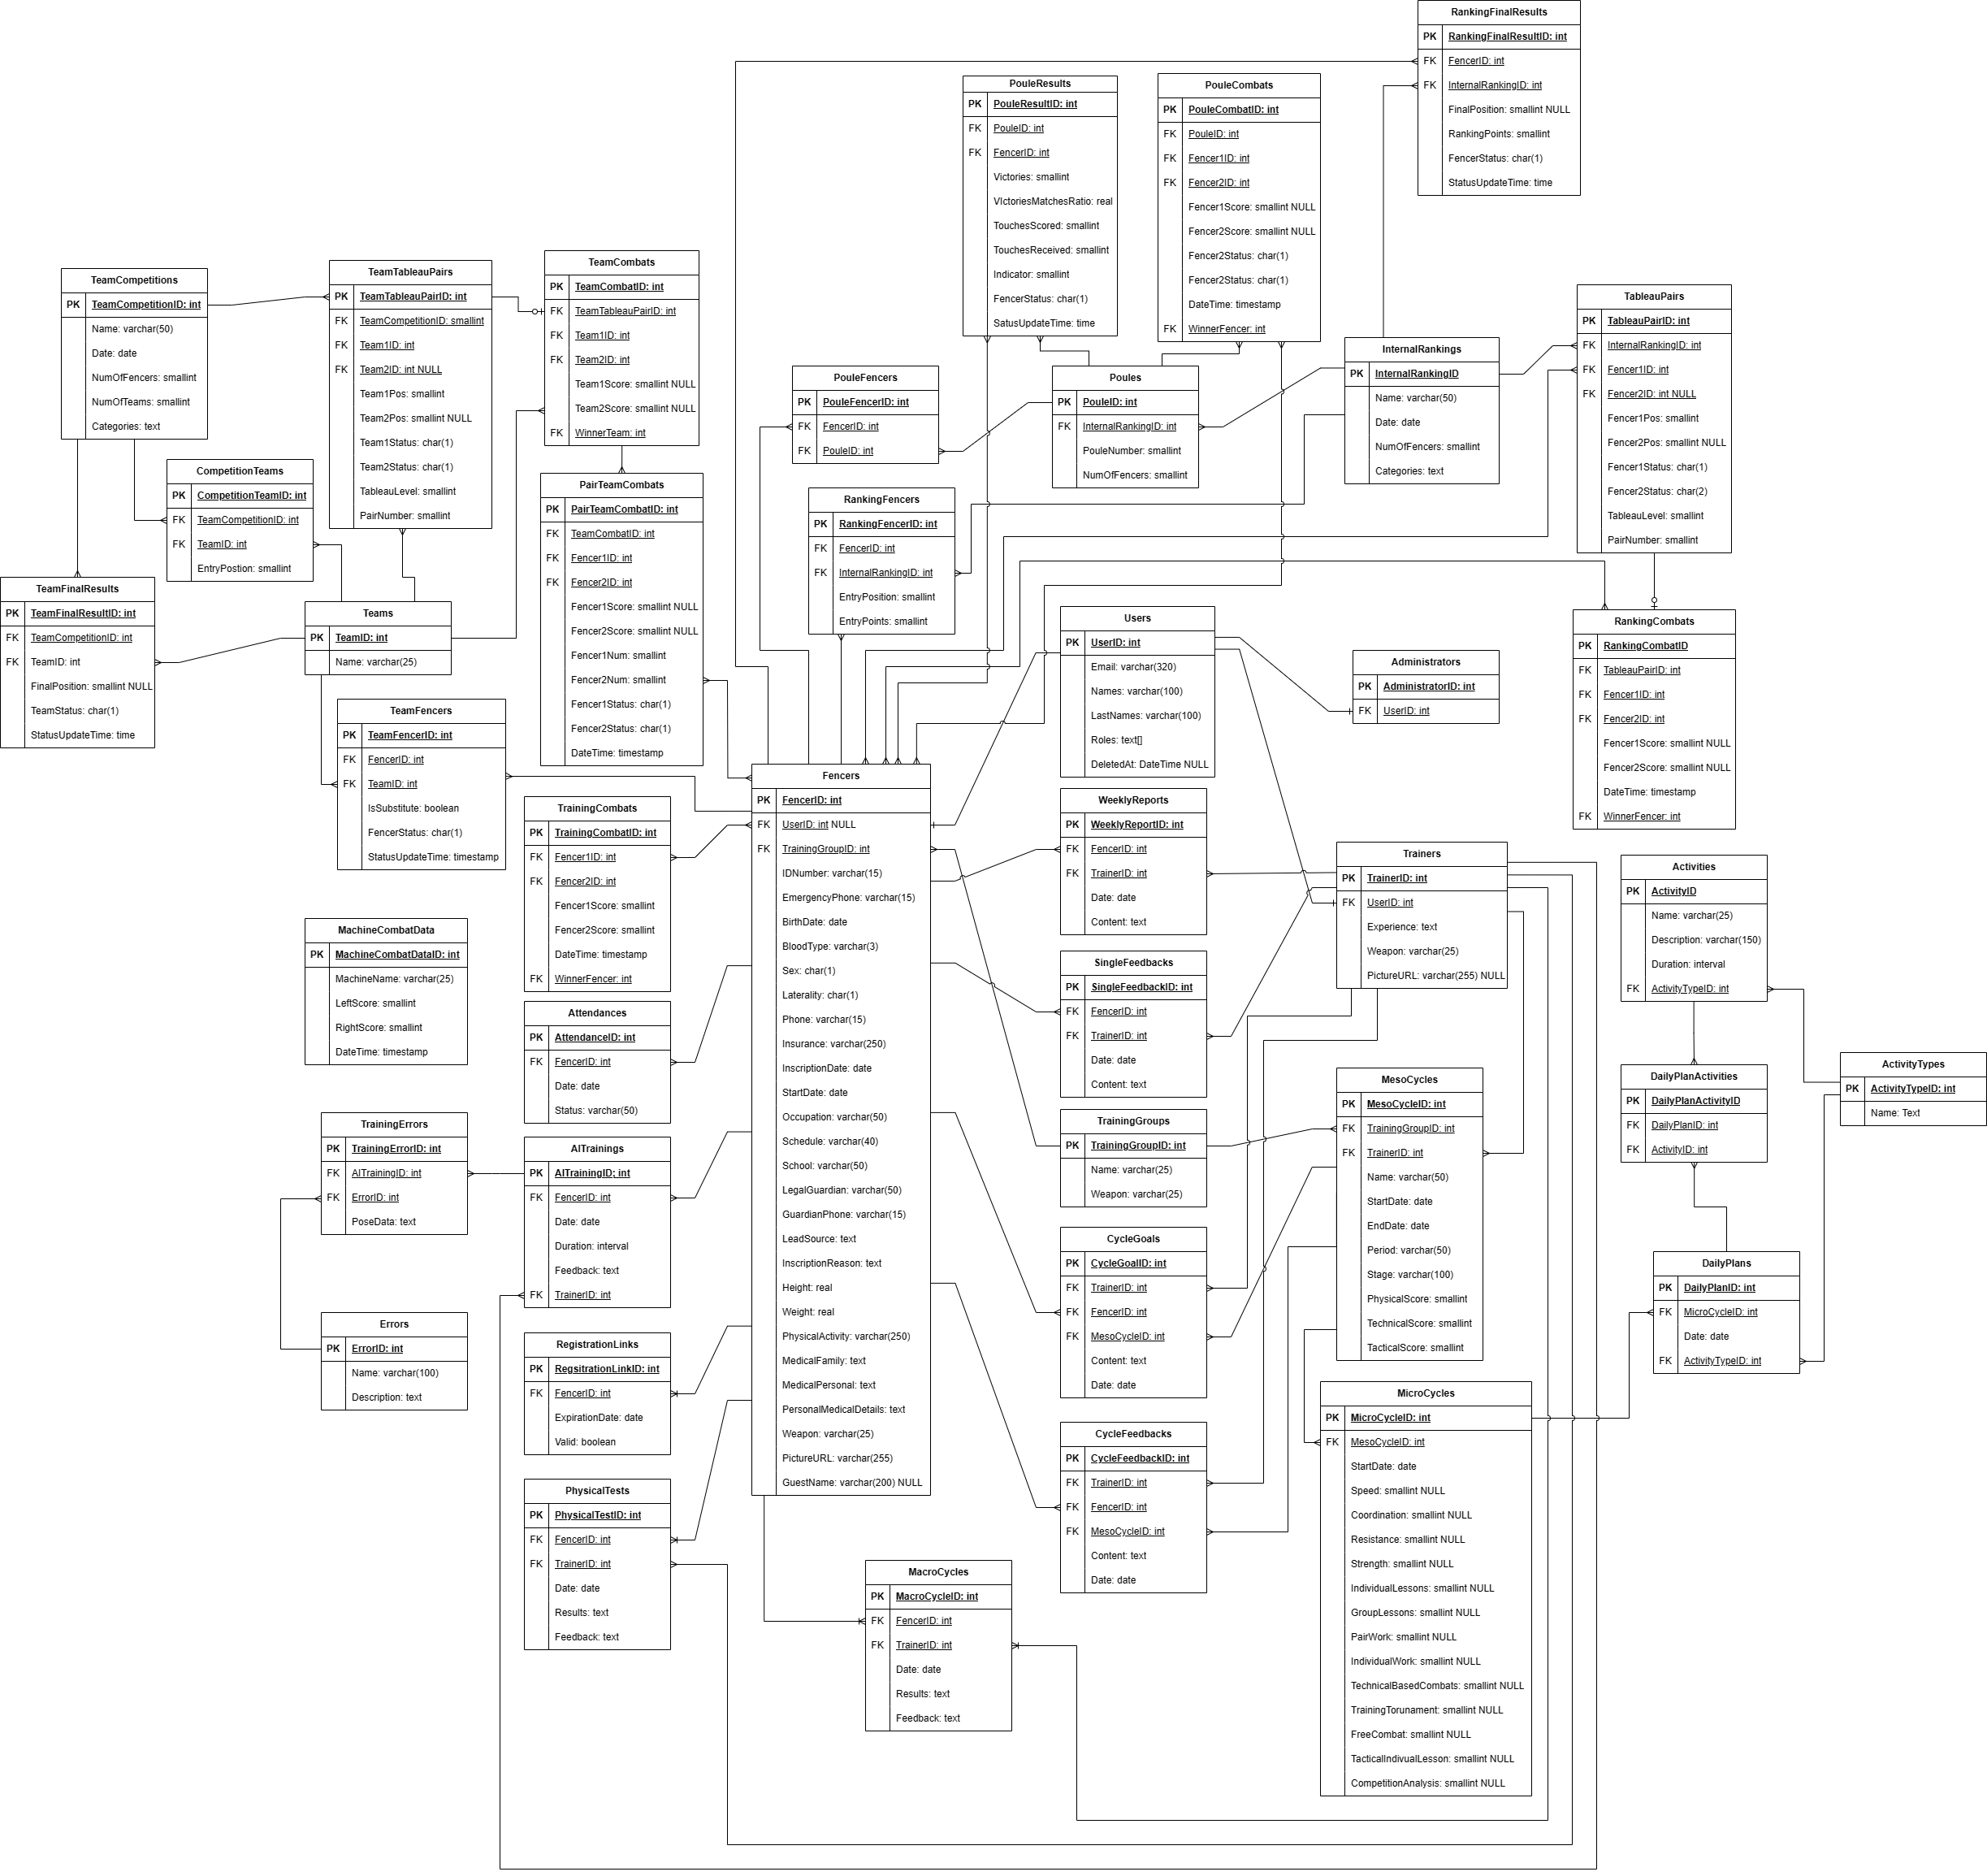 RankingFinalResults
PK RankingFinalResultID: int
FK FencerID: int
FK InternalRankingID: int
FinalPosition: smallint NULL
RankingPoints: smallint
FencerStatus: char(1)
StatusUpdateTime: time
PouleResults
PK PouleResultID: int
FK PouleID: int
FK FencerID: int
Victories: smallint
VIctoriesMatchesRatio: real
TouchesScored: smallint
TouchesReceived: smallint
Indicator: smallint
FencerStatus: char(1)
SatusUpdateTime: time
PouleCombats
PK PouleCombatID: int
FK PouleID: int
FK Fencer1ID: int
FK Fencer2ID: int
Fencer1Score: smallint NULL
Fencer2Score: smallint NULL
Fencer2Status: char(1)
Fencer2Status: char(1)
DateTime: timestamp
FK WinnerFencer: int
TeamCompetitions
PK TeamCompetitionID: int
Name: varchar(50)
Date: date
NumOfFencers: smallint
NumOfTeams: smallint
Categories: text
TeamTableauPairs
PK TeamTableauPairID: int
FK TeamCompetitionID: smallint
FK Team1ID: int
FK Team2ID: int NULL
Team1Pos: smallint
Team2Pos: smallint NULL
Team1Status: char(1)
Team2Status: char(1)
TableauLevel: smallint
PairNumber: smallint
TeamCombats
PK TeamCombatID: int
FK TeamTableauPairID: int
FK Team1ID: int
FK Team2ID: int
Team1Score: smallint NULL
Team2Score: smallint NULL
FK WinnerTeam: int
TableauPairs
PK TableauPairID: int
FK InternalRankingID: int
FK Fencer1ID: int
FK Fencer2ID: int NULL
Fencer1Pos: smallint
Fencer2Pos: smallint NULL
Fencer1Status: char(1)
Fencer2Status: char(2)
TableauLevel: smallint
PairNumber: smallint
InternalRankings
PK InternalRankingID
Name: varchar(50)
Date: date
NumOfFencers: smallint
Categories: text
PouleFencers
PK PouleFencerID: int
FK FencerID: int
FK PouleID: int
Poules
PK PouleID: int
FK InternalRankingID: int
PouleNumber: smallint
NumOfFencers: smallint
CompetitionTeams
PK CompetitionTeamID: int
FK TeamCompetitionID: int
FK TeamID: int
EntryPostion: smallint
PairTeamCombats
PK PairTeamCombatID: int
FK TeamCombatID: int
FK Fencer1ID: int
FK Fencer2ID: int
Fencer1Score: smallint NULL
Fencer2Score: smallint NULL
Fencer1Num: smallint
Fencer2Num: smallint
Fencer1Status: char(1)
Fencer2Status: char(1)
DateTime: timestamp
RankingFencers
PK RankingFencerID: int
FK FencerID: int
FK InternalRankingID: int
EntryPosition: smallint
EntryPoints: smallint
TeamFinalResults
PK TeamFinalResultID: int
FK TeamCompetitionID: int
FK TeamID: int
FinalPosition: smallint NULL
TeamStatus: char(1)
StatusUpdateTime: time
Teams
PK TeamID: int
Name: varchar(25)
Users
PK UserID: int
Email: varchar(320)
Names: varchar(100)
LastNames: varchar(100)
Roles: text[]
DeletedAt: DateTime NULL
Administrators
PK AdministratorID: int
FK UserID: int
RankingCombats
PK RankingCombatID
FK TableauPairID: int
FK Fencer1ID: int
FK Fencer2ID: int
Fencer1Score: smallint NULL
Fencer2Score: smallint NULL
DateTime: timestamp
FK WinnerFencer: int
TeamFencers
PK TeamFencerID: int
FK FencerID: int
FK TeamID: int
IsSubstitute: boolean
FencerStatus: char(1)
StatusUpdateTime: timestamp
Fencers
PK FencerID: int
FK UserID: int NULL
FK TrainingGroupID: int
IDNumber: varchar(15)
EmergencyPhone: varchar(15)
BirthDate: date
BloodType: varchar(3)
Sex: char(1)
Laterality: char(1)
Phone: varchar(15)
Insurance: varchar(250)
InscriptionDate: date
StartDate: date
Occupation: varchar(50)
Schedule: varchar(40)
School: varchar(50)
LegalGuardian: varchar(50)
GuardianPhone: varchar(15)
LeadSource: text
InscriptionReason: text
Height: real
Weight: real
PhysicalActivity: varchar(250)
MedicalFamily: text
MedicalPersonal: text
PersonalMedicalDetails: text
Weapon: varchar(25)
PictureURL: varchar(255)
GuestName: varchar(200) NULL
TrainingCombats
PK TrainingCombatID: int
FK Fencer1ID: int
FK Fencer2ID: int
Fencer1Score: smallint
Fencer2Score: smallint
DateTime: timestamp
FK WinnerFencer: int
WeeklyReports
PK WeeklyReportID: int
FK FencerID: int
FK TrainerID: int
Date: date
Content: text
Trainers
PK TrainerID: int
FK UserID: int
Experience: text
Weapon: varchar(25)
PictureURL: varchar(255) NULL
Activities
PK ActivityID
Name: varchar(25)
Description: varchar(150)
Duration: interval
FK ActivityTypeID: int
MachineCombatData
PK MachineCombatDataID: int
MachineName: varchar(25)
LeftScore: smallint
RightScore: smallint
DateTime: timestamp
SingleFeedbacks
PK SingleFeedbackID: int
FK FencerID: int
FK TrainerID: int
Date: date
Content: text
Attendances
PK AttendanceID: int
FK FencerID: int
Date: date
Status: varchar(50)
ActivityTypes
PK ActivityTypeID: int
Name: Text
DailyPlanActivities
PK DailyPlanActivityID
FK DailyPlanID: int
FK ActivityID: int
MesoCycles
PK MesoCycleID: int
FK TrainingGroupID: int
FK TrainerID: int
Name: varchar(50)
StartDate: date
EndDate: date
Period: varchar(50)
Stage: varchar(100)
PhysicalScore: smallint
TechnicalScore: smallint
TacticalScore: smallint
TrainingErrors
PK TrainingErrorID: int
FK AITrainingID: int
FK ErrorID: int
PoseData: text
AITrainings
PK AITrainingID: int
FK FencerID: int
Date: date
Duration: interval
Feedback: text
FK TrainerID: int
TrainingGroups
PK TrainingGroupID: int
Name: varchar(25)
Weapon: varchar(25)
CycleGoals
PK CycleGoalID: int
FK TrainerID: int
FK FencerID: int
FK MesoCycleID: int
Content: text
Date: date
DailyPlans
PK DailyPlanID: int
FK MicroCycleID: int
Date: date
FK ActivityTypeID: int
Errors
PK ErrorID: int
Name: varchar(100)
Description: text
RegistrationLinks
PK RegsitrationLinkID: int
FK FencerID: int
ExpirationDate: date
Valid: boolean
MicroCycles
PK MicroCycleID: int
FK MesoCycleID: int
StartDate: date
Speed: smallint NULL
Coordination: smallint NULL
Resistance: smallint NULL
Strength: smallint NULL
IndividualLessons: smallint NULL
GroupLessons: smallint NULL
PairWork: smallint NULL
IndividualWork: smallint NULL
TechnicalBasedCombats: smallint NULL
TrainingTorunament: smallint NULL
FreeCombat: smallint NULL
TacticalIndivualLesson: smallint NULL
CompetitionAnalysis: smallint NULL
CycleFeedbacks
PK CycleFeedbackID: int
FK TrainerID: int
FK FencerID: int
FK MesoCycleID: int
Content: text
Date: date
PhysicalTests
PK PhysicalTestID: int
FK FencerID: int
FK TrainerID: int
Date: date
Results: text
Feedback: text
MacroCycles
PK MacroCycleID: int
FK FencerID: int
FK TrainerID: int
Date: date
Results: text
Feedback: text